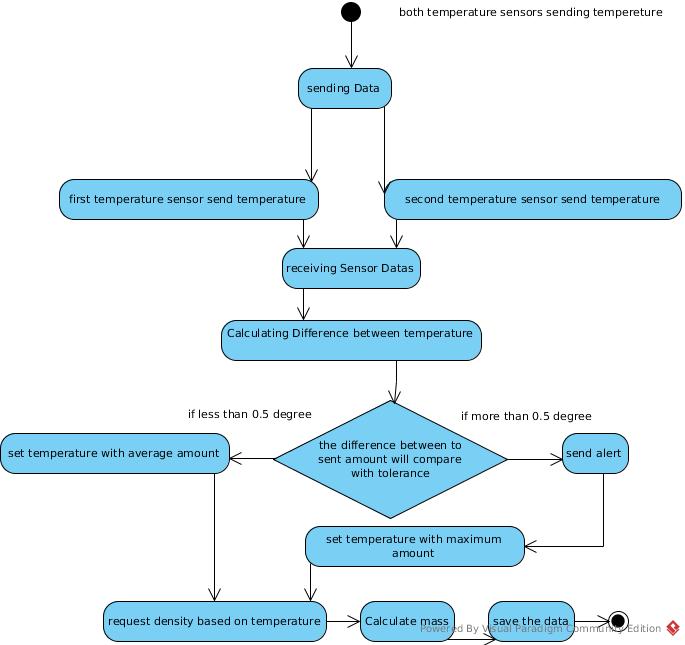 both temperature sensors sending tempereture
sending Data
first temperature sensor send temperature
second temperature sensor send temperature
receiving Sensor Datas
Calculating Difference between temperature
if less than 0.5 degree
if more than 0.5 degree
the difference between to
sent amount will compare
with tolerance
set temperature with average amount
send alert
set temperature with maximum
amount
request density based on temperature
Calculate mass
save the data
Powered By Visual Paradigm Community Edition